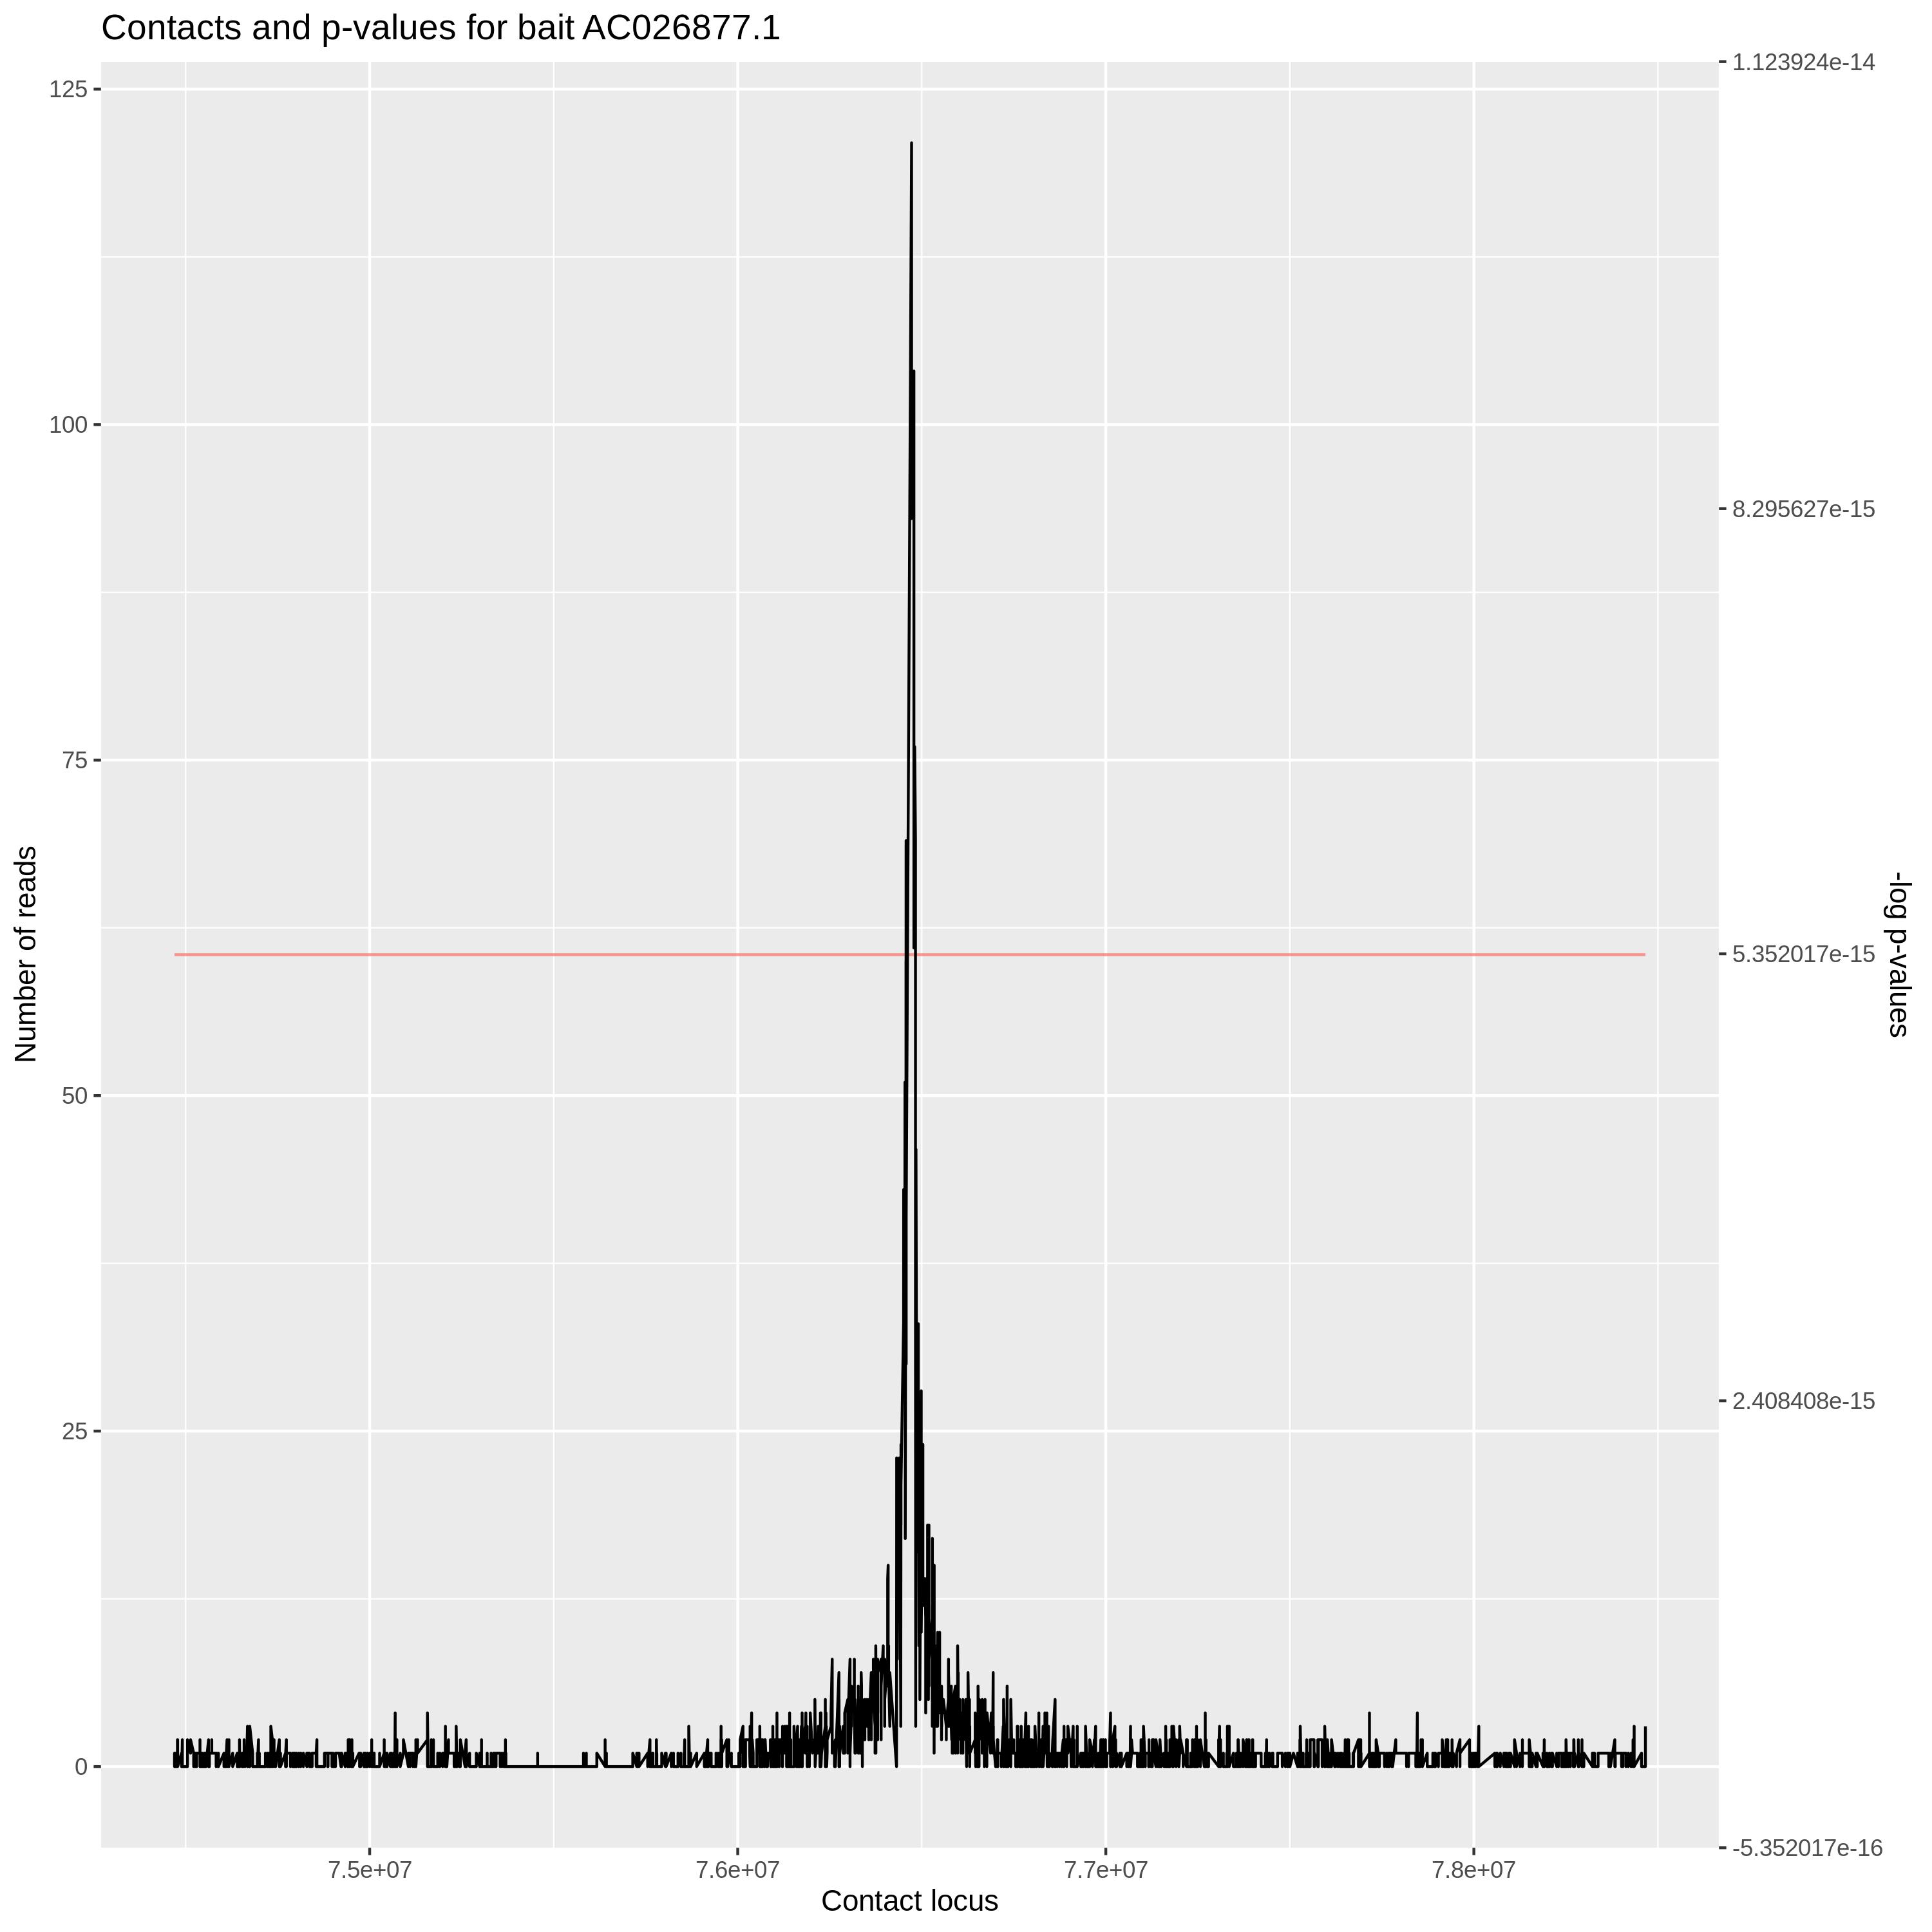 Contacts and p-values for bait AC026877.1
125
100
75
50
25
0
Number of reads
1.123924e-14
8.295627e-15
5.352017e-15
2.408408e-15
-5.352017e-16
-log p-values
7.5e+07
7.6e+07
7.7e+07
7.8e+07
Contact locus